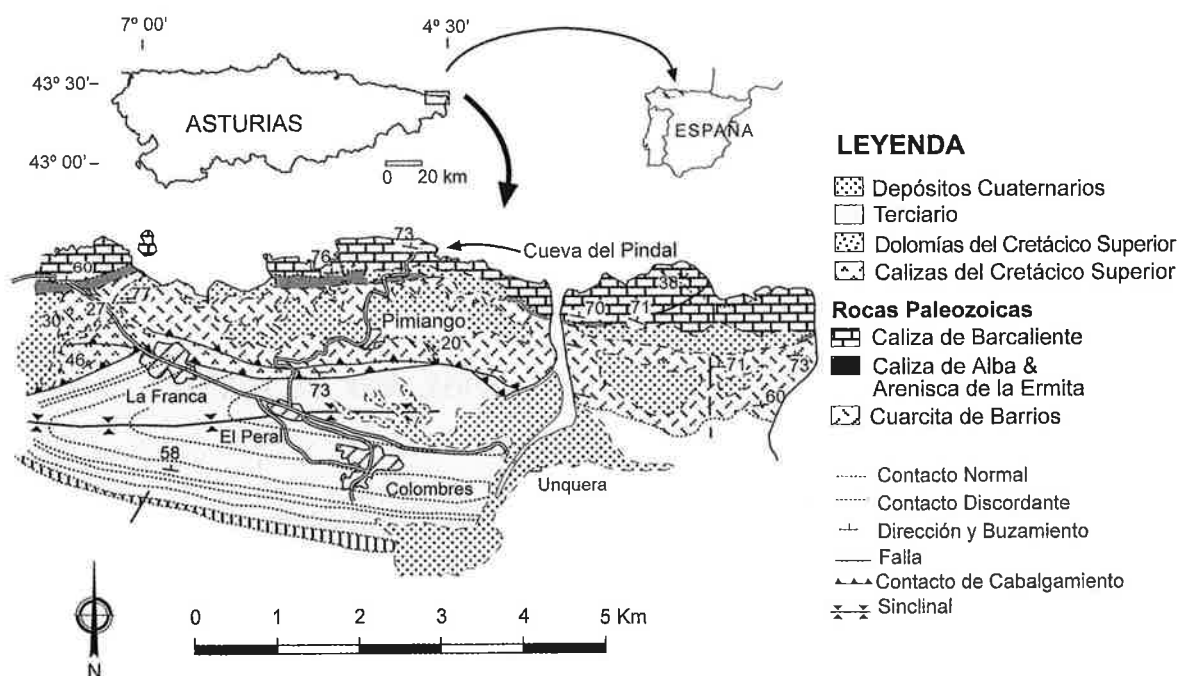 7º 00'
4º 30'
43º 30'
ASTURIAS
43º 00'
0 20 km
ESPAÑA
LEYENDA
Depósitos Cuaternarios
Terciario
Dolomías del Cretácico Superior
Calizas del Cretácico Superior
Rocas Paleozoicas
Caliza de Barcaliente
Caliza de Alba &
Arenisca de la Ermita
Cuarcita de Barrios
Contacto Normal
Contacto Discordante
Dirección y Buzamiento
Falla
Contacto de Cabalgamiento
Sinclinal
73
Cueva del Pindal
76
60
38
27
70
71
30
Pimiango
20
46
71
73
73
60
La Franca
El Peral
58
Colombres
Unquera
0 1 2 3 4 5 Km
N